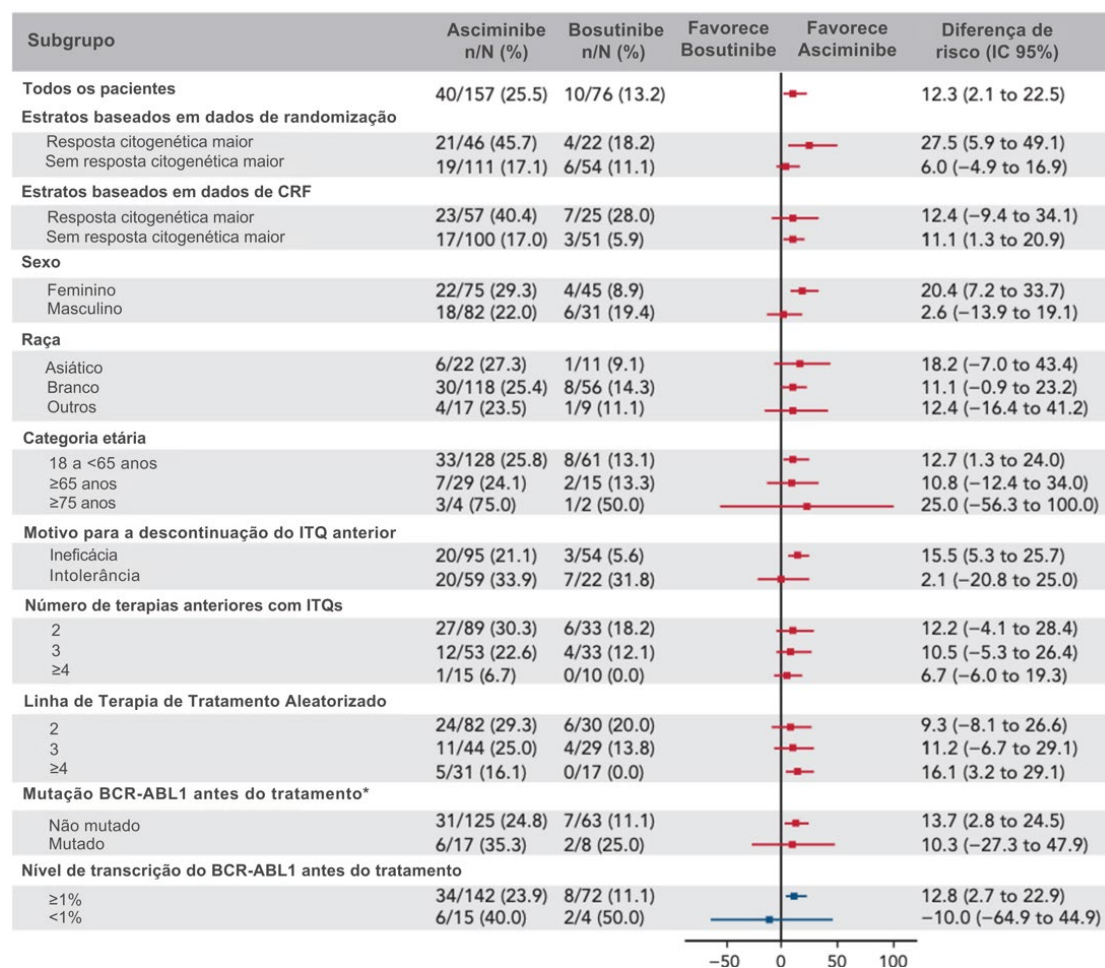 Subgrupo Asciminibe n/N (%) Bosutinibe n/N (%) Favorece Bosutinibe Favorece Asciminibe Diferença de risco (IC 95%)
Todos os pacientes 40/157 (25.5) 10/76 (13.2) 12.3 (2.1 to 22.5)
Estratos baseados em dados de randomização
Resposta citogenética maior 21/46 (45.7) 4/22 (18.2) 27.5 (5.9 to 49.1)
Sem resposta citogenética maior 19/111 (17.1) 6/54 (11.1) 6.0 (−4.9 to 16.9)
Estratos baseados em dados de CRF
Resposta citogenética maior 23/57 (40.4) 7/25 (28.0) 12.4 (−9.4 to 34.1)
Sem resposta citogenética maior 17/100 (17.0) 3/51 (5.9) 11.1 (1.3 to 20.9)
Sexo
Feminino 22/75 (29.3) 4/45 (8.9) 20.4 (7.2 to 33.7)
Masculino 18/82 (22.0) 6/31 (19.4) 2.6 (−13.9 to 19.1)
Raça
Asiático 6/22 (27.3) 1/11 (9.1) 18.2 (−7.0 to 43.4)
Branco 30/118 (25.4) 8/56 (14.3) 11.1 (−0.9 to 23.2)
Outros 4/17 (23.5) 1/9 (11.1) 12.4 (−16.4 to 41.2)
Categoria etária
18 a <65 anos 33/128 (25.8) 8/61 (13.1) 12.7 (1.3 to 24.0)
≥65 anos 7/29 (24.1) 2/15 (13.3) 10.8 (−12.4 to 34.0)
≥75 anos 3/4 (75.0) 1/2 (50.0) 25.0 (−56.3 to 100.0)
Motivo para a descontinuação do ITQ anterior
Ineficácia 20/95 (21.1) 3/54 (5.6) 15.5 (5.3 to 25.7)
Intolerância 20/59 (33.9) 7/22 (31.8) 2.1 (−20.8 to 25.0)
Número de terapias anteriores com ITQs
2 27/89 (30.3) 6/33 (18.2) 12.2 (−4.1 to 28.4)
3 12/53 (22.6) 4/33 (12.1) 10.5 (−5.3 to 26.4)
≥4 1/15 (6.7) 0/10 (0.0) 6.7 (−6.0 to 19.3)
Linha de Terapia de Tratamento Aleatorizado
2 24/82 (29.3) 6/30 (20.0) 9.3 (−8.1 to 26.6)
3 11/44 (25.0) 4/29 (13.8) 11.2 (−6.7 to 29.1)
≥4 5/31 (16.1) 0/17 (0.0) 16.1 (3.2 to 29.1)
Mutação BCR-ABL1 antes do tratamento*
Não mutado 31/125 (24.8) 7/63 (11.1) 13.7 (2.8 to 24.5)
Mutado 6/17 (35.3) 2/8 (25.0) 10.3 (−27.3 to 47.9)
Nível de transcrição do BCR-ABL1 antes do tratamento
≥1% 34/142 (23.9) 8/72 (11.1) 12.8 (2.7 to 22.9)
<1% 6/15 (40.0) 2/4 (50.0) −10.0 (−64.9 to 44.9)
−50 0 50 100